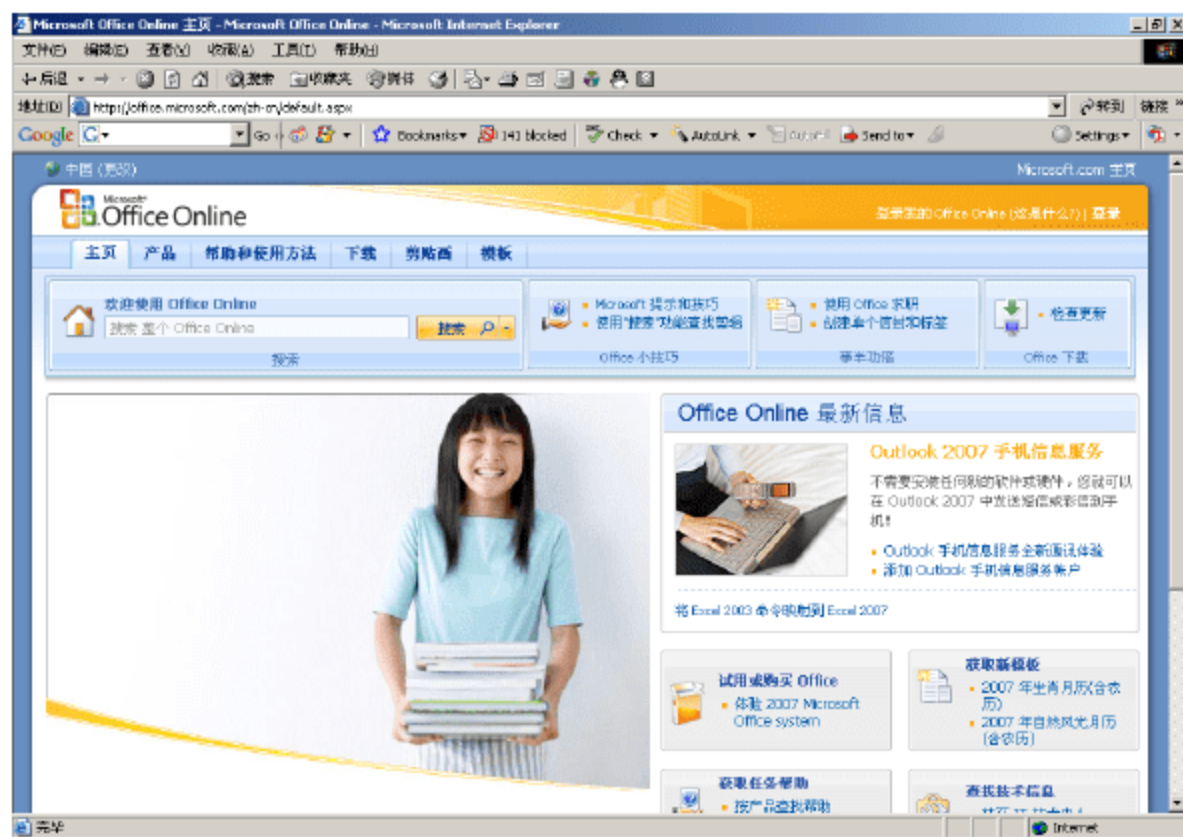 Microsoft Office Online 主页 - Microsoft Office Online - Microsoft Internet Explorer
文件(F) 编辑(E) 查看(V) 收藏(A) 工具(T) 帮助(H)
后退 搜索 收藏夹 媒体
地址(D) http://office.microsoft.com/zh-cn/default.aspx 转到 链接 »
Google G Go Bookmarks 141 blocked Check AutoLink AutoFill Send to Settings
中国 (更改) Microsoft.com 主页
Microsoft
Office Online
登录我的 Office Online (这是什么?) | 登录
主页 产品 帮助和使用方法 下载 剪贴画 模板
欢迎使用 Office Online
搜索 整个 Office Online 搜索
搜索
Microsoft 提示和技巧
使用“搜索”功能查找剪辑
Office 小技巧
使用 Office 求职
创建单个信封和标签
事半功倍
检查更新
Office 下载
Office Online 最新信息
Outlook 2007 手机信息服务
不需要安装任何新的软件或硬件，您就可以
在 Outlook 2007 中发送短信或彩信到手
机!
Outlook 手机信息服务全新通讯体验
添加 Outlook 手机信息服务帐户
将 Excel 2003 命令映射到 Excel 2007
试用或购买 Office
体验 2007 Microsoft
Office system
获取新模板
2007 年生肖月历(含农
历)
2007 年自然风光月历
(含农历)
获取任务帮助
按产品查找帮助
查找技术信息
完毕 Internet